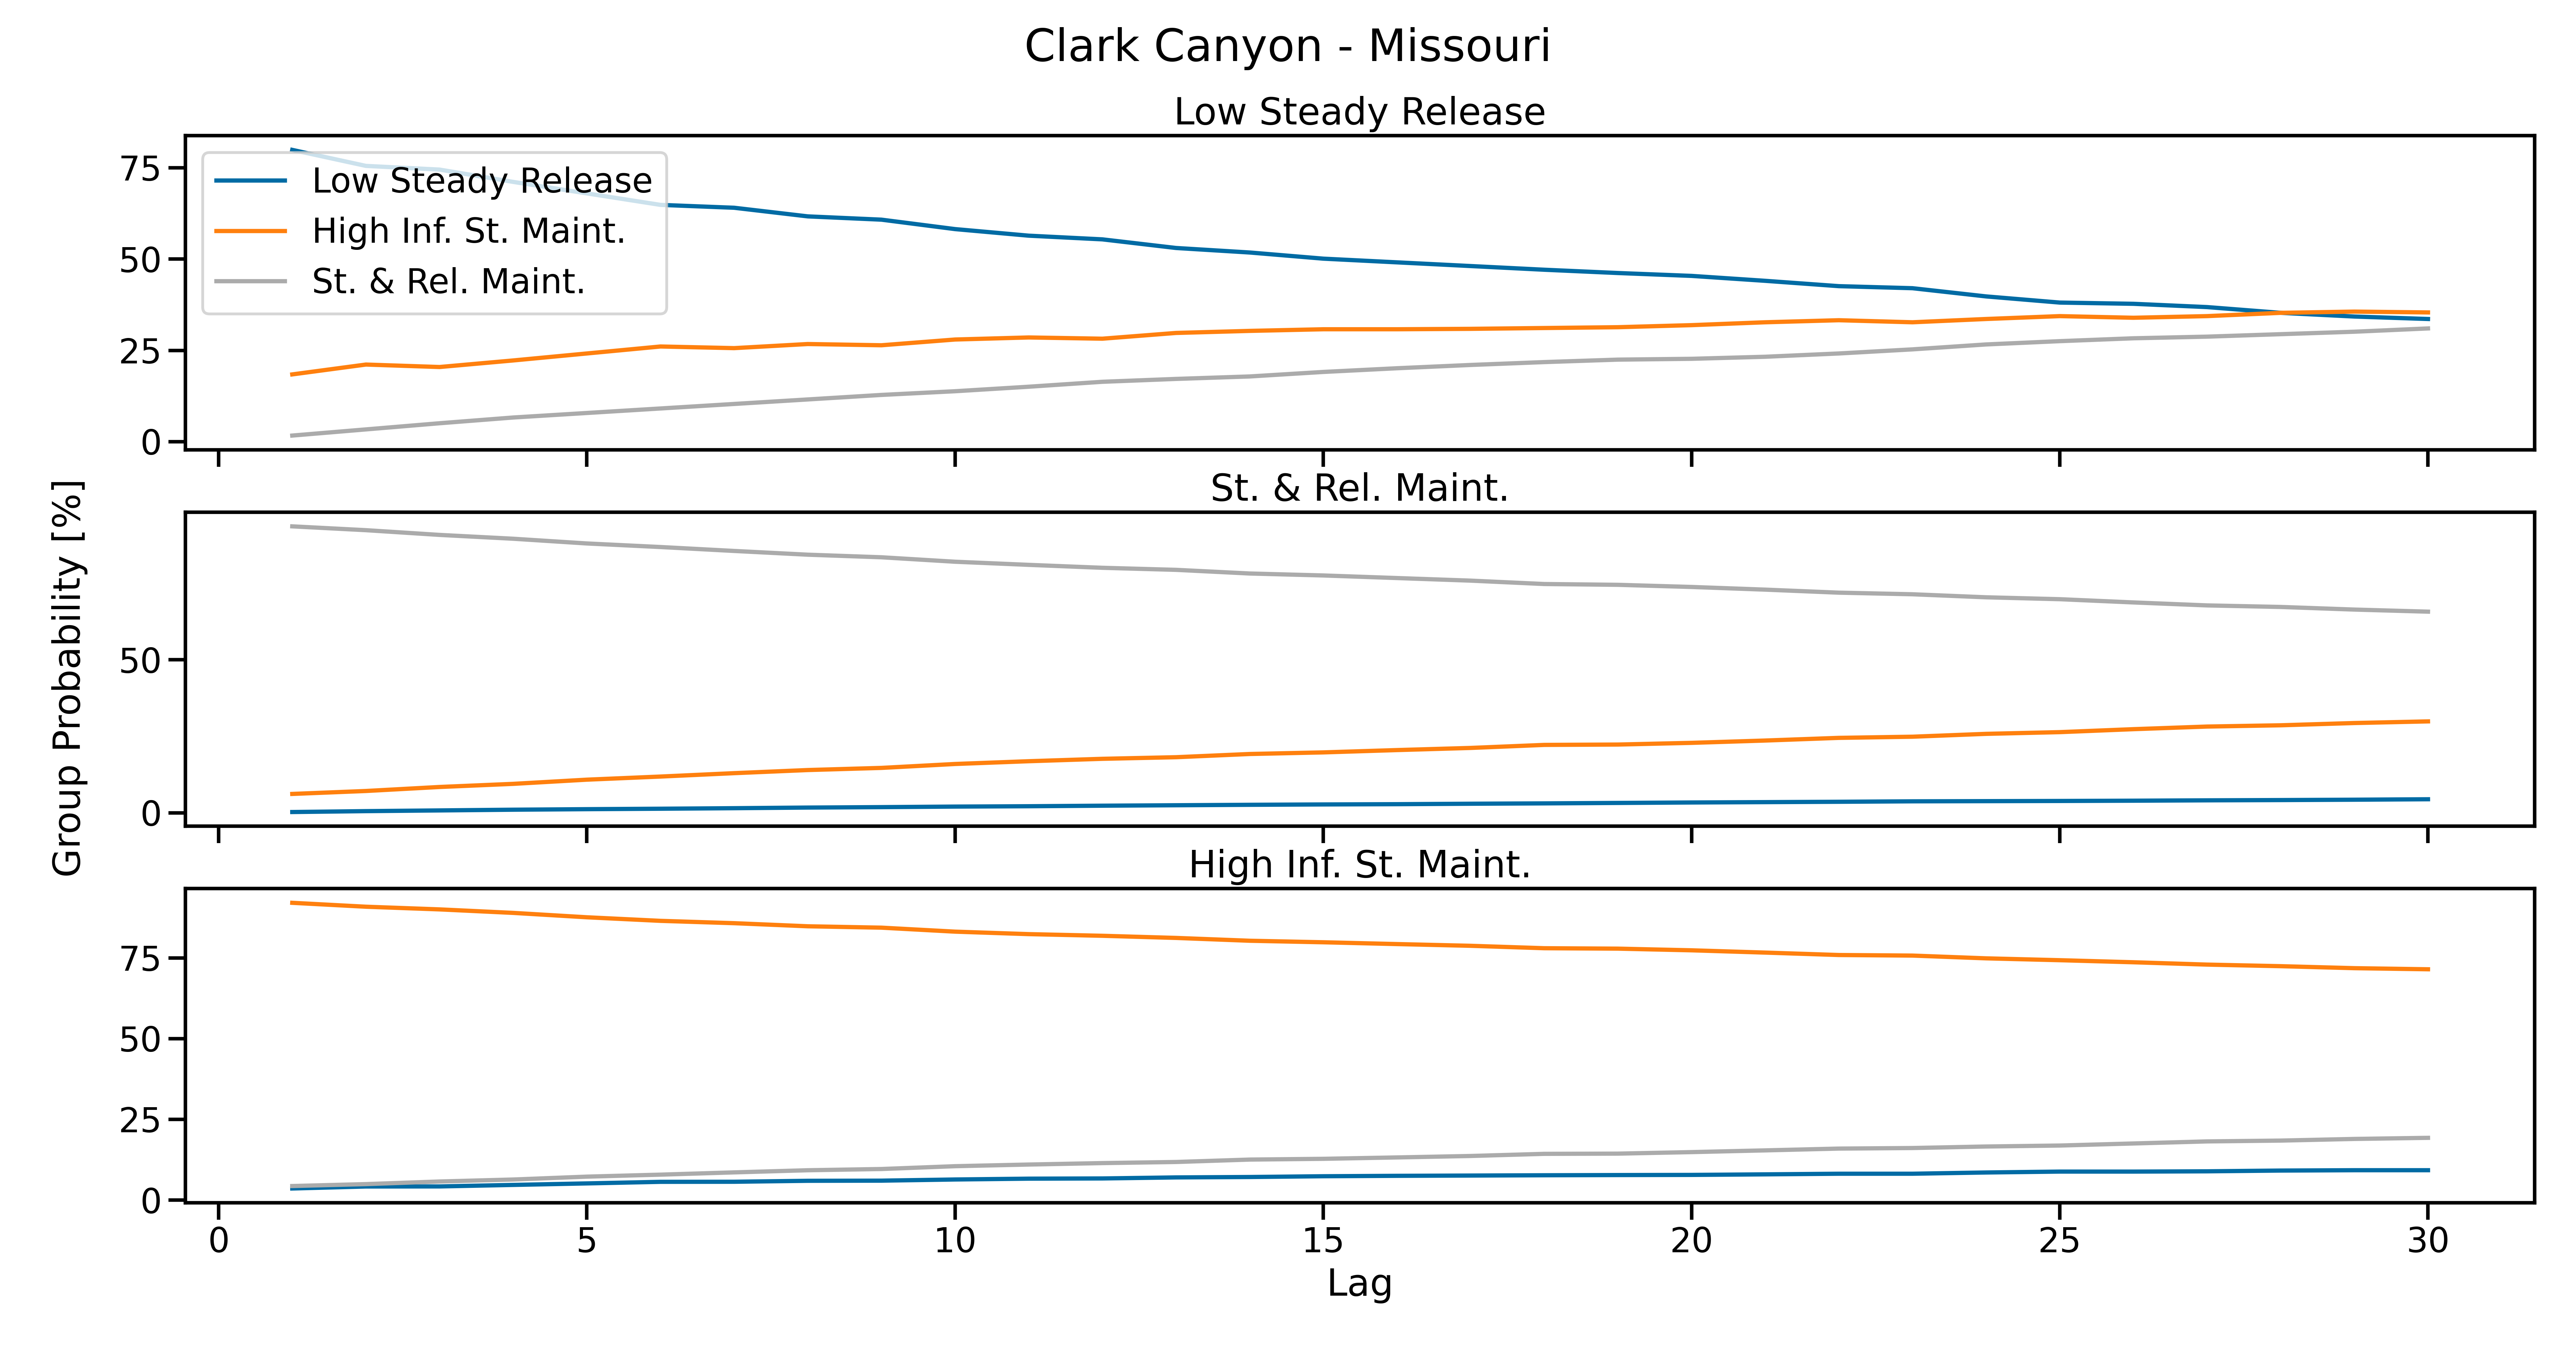 Clark Canyon - Missouri
Low Steady Release
75
50
25
0
Low Steady Release
High Inf. St. Maint.
St. & Rel. Maint.
St. & Rel. Maint.
Group Probability [%]
50
0
High Inf. St. Maint.
75
50
25
0
0 5 10 15 20 25 30
Lag